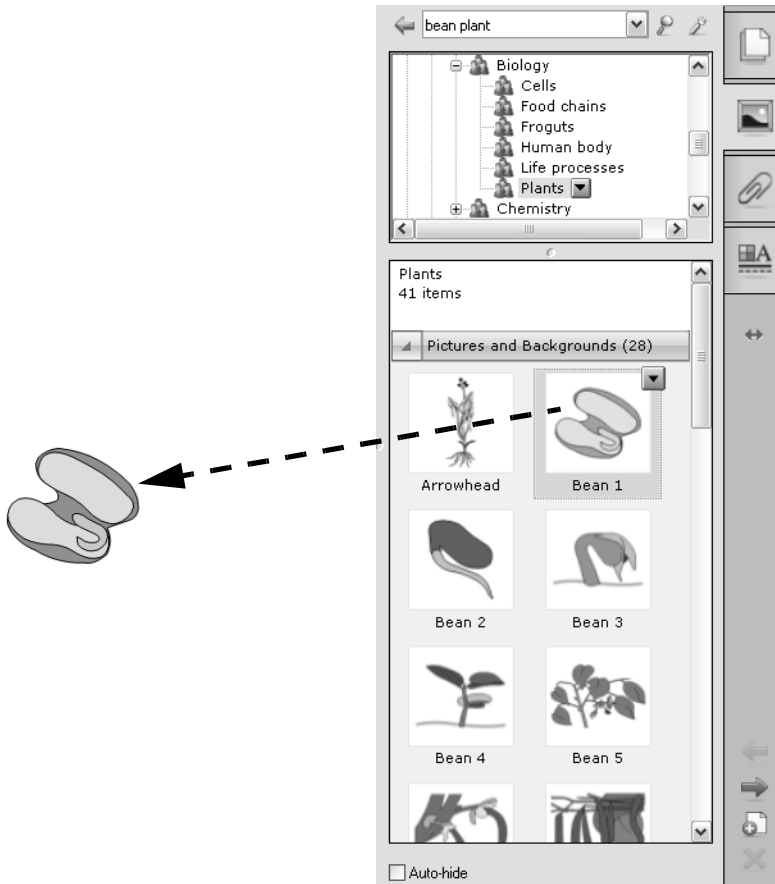 bean plant
Biology
Cells
Food chains
Froguts
Human body
Life processes
Plants
Chemistry
Plants
41 items
Pictures and Backgrounds (28)
Arrowhead
Bean 1
Bean 2
Bean 3
Bean 4
Bean 5
Auto-hide
A